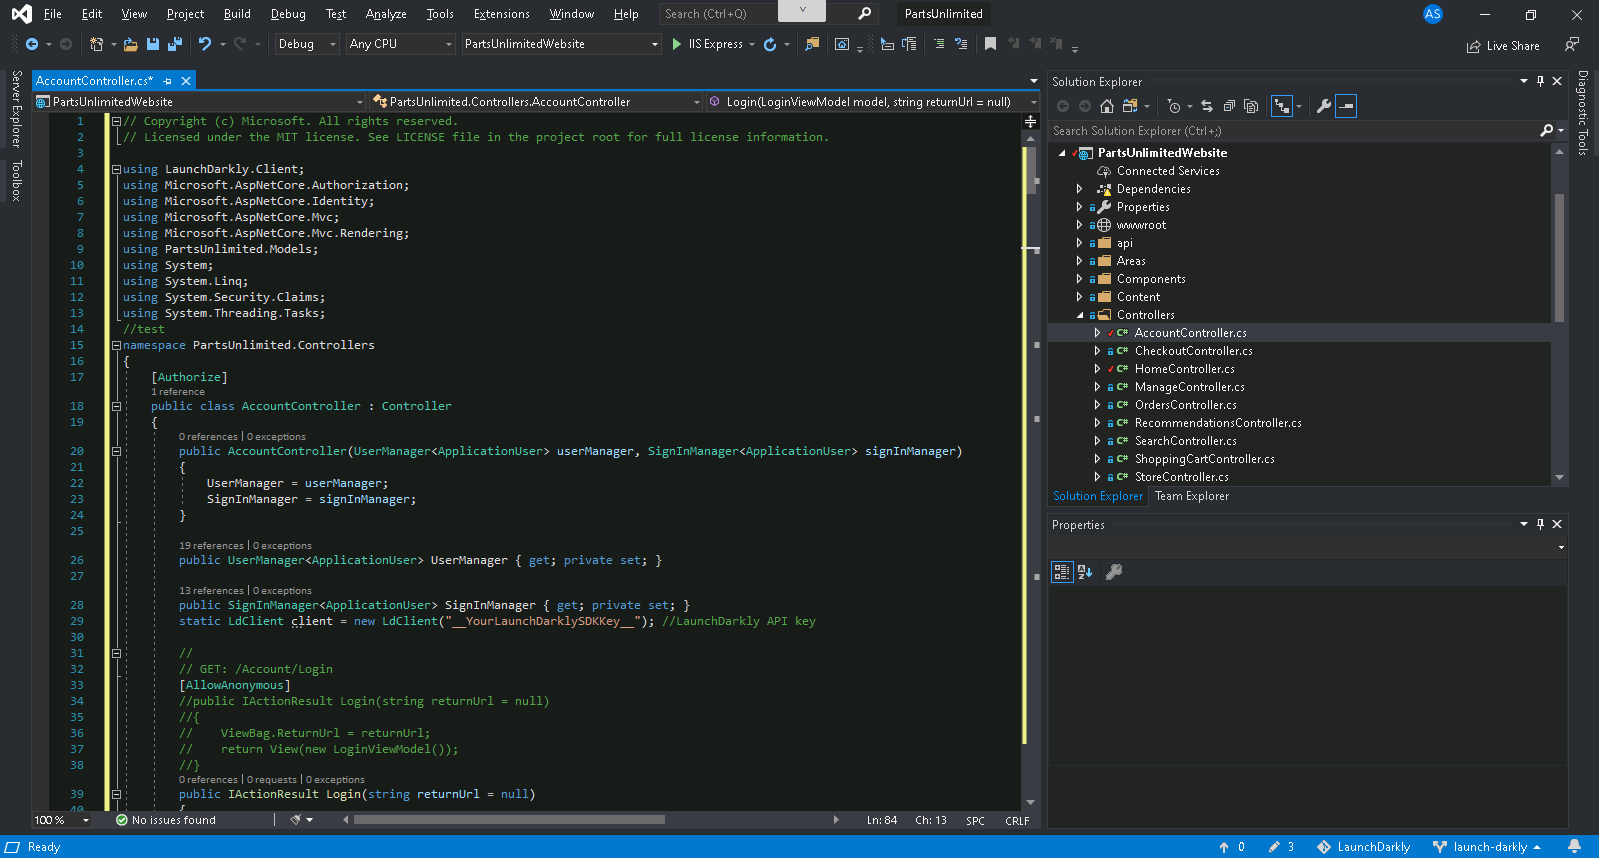 File Edit View Project Build Debug Test Analyze Tools Extensions Window Help Search (Ctrl+Q) PartsUnlimited AS
Debug Any CPU PartsUnlimitedWebsite IIS Express Live Share
Server Explorer
Toolbox
AccountController.cs*
PartsUnlimitedWebsite PartsUnlimited.Controllers.AccountController Login(LoginViewModel model, string returnUrl = null)
1 // Copyright (c) Microsoft. All rights reserved.
2 // Licensed under the MIT license. See LICENSE file in the project root for full license information.
3
4 using LaunchDarkly.Client;
5 using Microsoft.AspNetCore.Authorization;
6 using Microsoft.AspNetCore.Identity;
7 using Microsoft.AspNetCore.Mvc;
8 using Microsoft.AspNetCore.Mvc.Rendering;
9 using PartsUnlimited.Models;
10 using System;
11 using System.Linq;
12 using System.Security.Claims;
13 using System.Threading.Tasks;
14 //test
15 namespace PartsUnlimited.Controllers
16 {
17 [Authorize]
1 reference
18 public class AccountController : Controller
19 {
0 references | 0 exceptions
20 public AccountController(UserManager<ApplicationUser> userManager, SignInManager<ApplicationUser> signInManager)
21 {
22 UserManager = userManager;
23 SignInManager = signInManager;
24 }
25
19 references | 0 exceptions
26 public UserManager<ApplicationUser> UserManager { get; private set; }
27
13 references | 0 exceptions
28 public SignInManager<ApplicationUser> SignInManager { get; private set; }
29 static LdClient client = new LdClient("__YourLaunchDarklySDKKey__"); //LaunchDarkly API key
30
31 //
32 // GET: /Account/Login
33 [AllowAnonymous]
34 //public IActionResult Login(string returnUrl = null)
35 //{
36 // ViewBag.ReturnUrl = returnUrl;
37 // return View(new LoginViewModel());
38 //}
0 references | 0 requests | 0 exceptions
39 public IActionResult Login(string returnUrl = null)
40 {
100 % No issues found Ln: 84 Ch: 13 SPC CRLF
Solution Explorer
Search Solution Explorer (Ctrl+;)
PartsUnlimitedWebsite
Connected Services
Dependencies
Properties
wwwroot
api
Areas
Components
Content
Controllers
C# AccountController.cs
C# CheckoutController.cs
C# HomeController.cs
C# ManageController.cs
C# OrdersController.cs
C# RecommendationsController.cs
C# SearchController.cs
C# ShoppingCartController.cs
C# StoreController.cs
Solution Explorer Team Explorer
Properties
Diagnostic Tools
Ready 0 3 LaunchDarkly launch-darkly